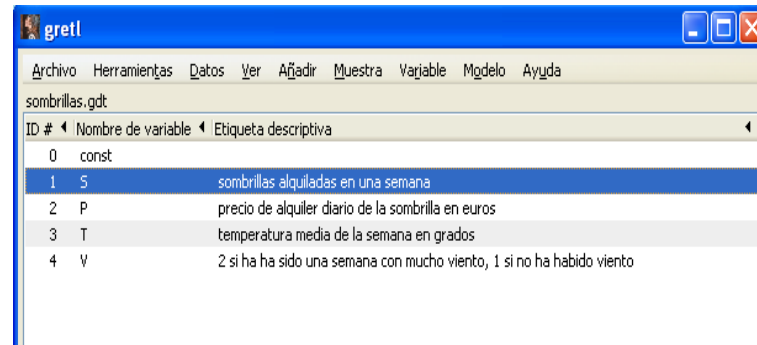 gretl
Archivo Herramientas Datos Ver Añadir Muestra Variable Modelo Ayuda
sombrillas.gdt
ID # Nombre de variable Etiqueta descriptiva
0 const
1 S sombrillas alquiladas en una semana
2 P precio de alquiler diario de la sombrilla en euros
3 T temperatura media de la semana en grados
4 V 2 si ha ha sido una semana con mucho viento, 1 si no ha habido viento